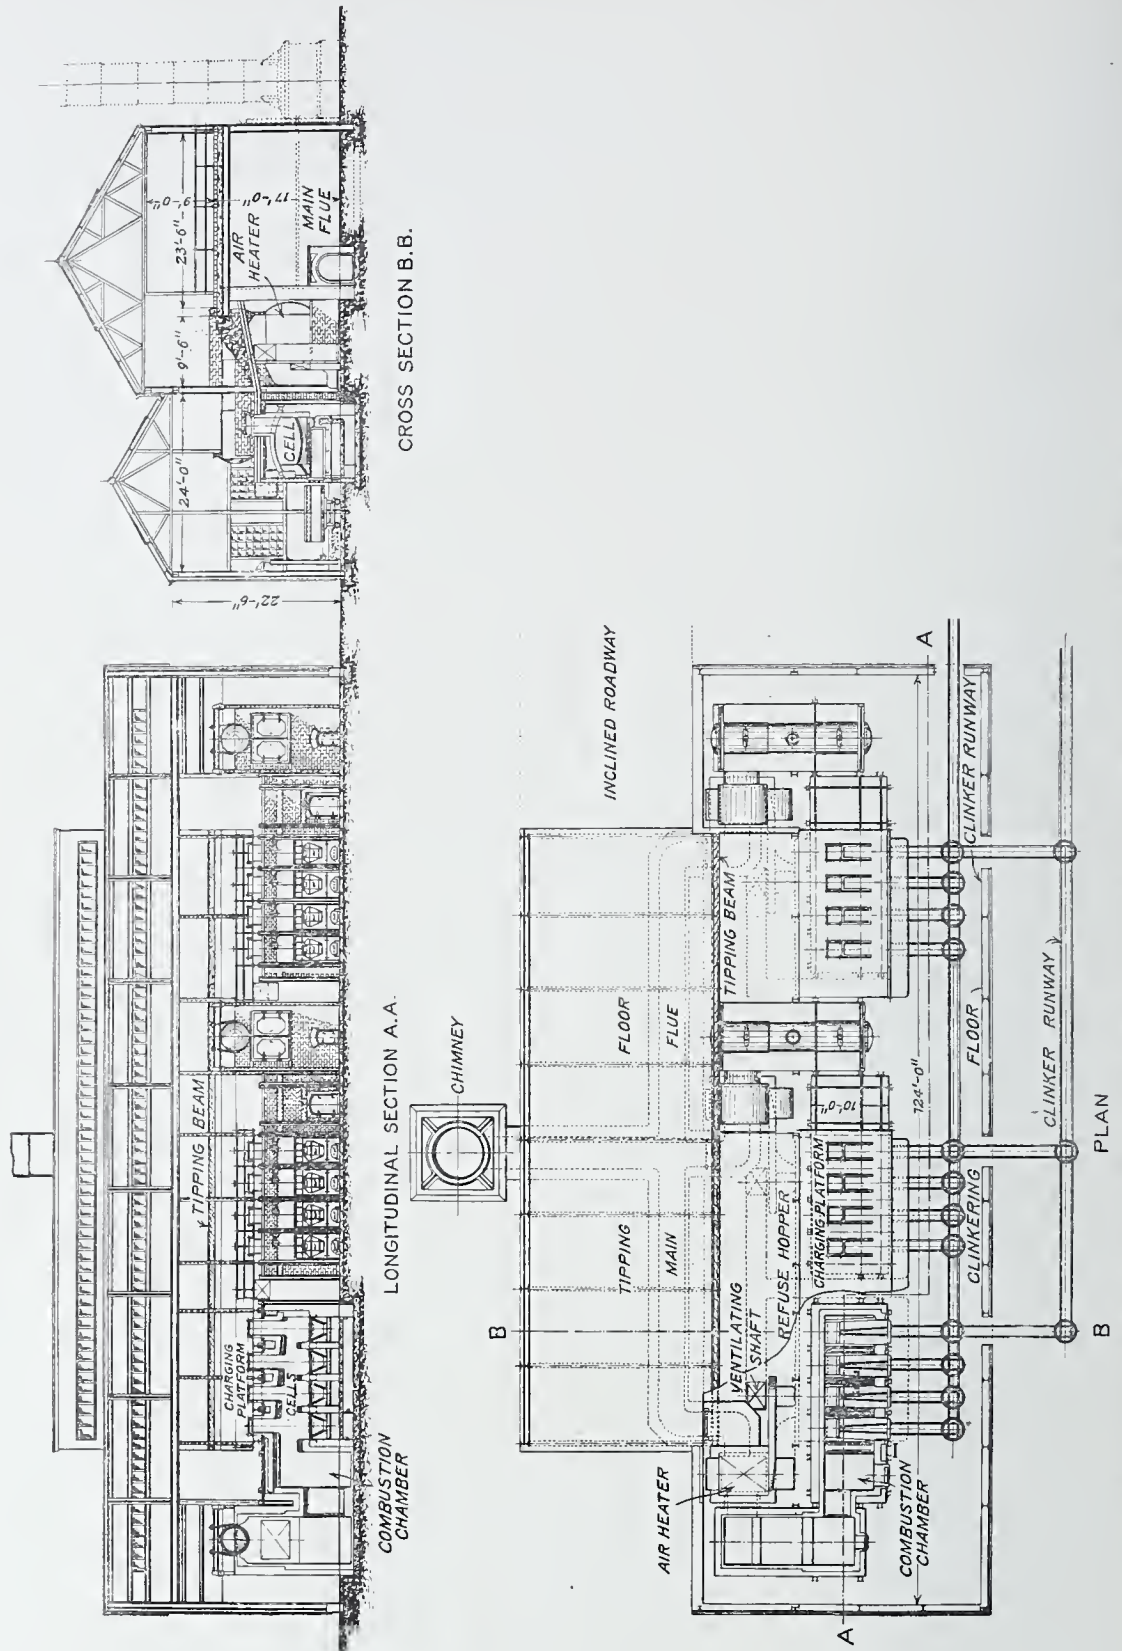 TIPPING BEAM
CHARGING
PLATFORM
CELLS
COMBUSTION
CHAMBER
LONGITUDINAL SECTION A.A.
22'-6"
24'-0"
9'-6"
23'-6"
9'-0"
17'-0"
AIR
HEATER
MAIN
FLUE
CELL
CROSS SECTION B.B.
CHIMNEY
INCLINED ROADWAY
B
TIPPING
FLOOR
MAIN
FLUE
TIPPING BEAM
VENTILATING
SHAFT
REFUSE HOPPER
CHARGING PLATFORM
10'-0"
AIR HEATER
COMBUSTION
CHAMBER
A
A
124'-0"
CLINKERING
FLOOR
CLINKER RUNWAY
CLINKER RUNWAY
B
PLAN